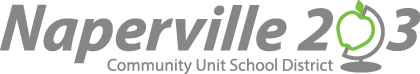 Naperville 203
Community Unit School District